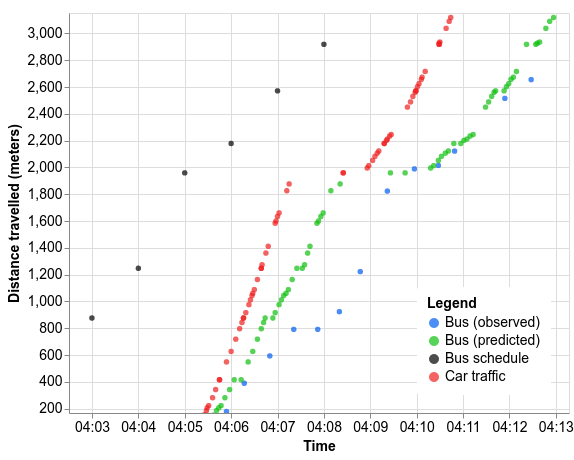 Distance travelled (meters)
3,000
2,800
2,600
2,400
2,200
2,000
1,800
1,600
1,400
1,200
1,000
800
600
400
200
Legend
Bus (observed)
Bus (predicted)
Bus schedule
Car traffic
04:03 04:04 04:05 04:06 04:07 04:08 04:09 04:10 04:11 04:12 04:13
Time